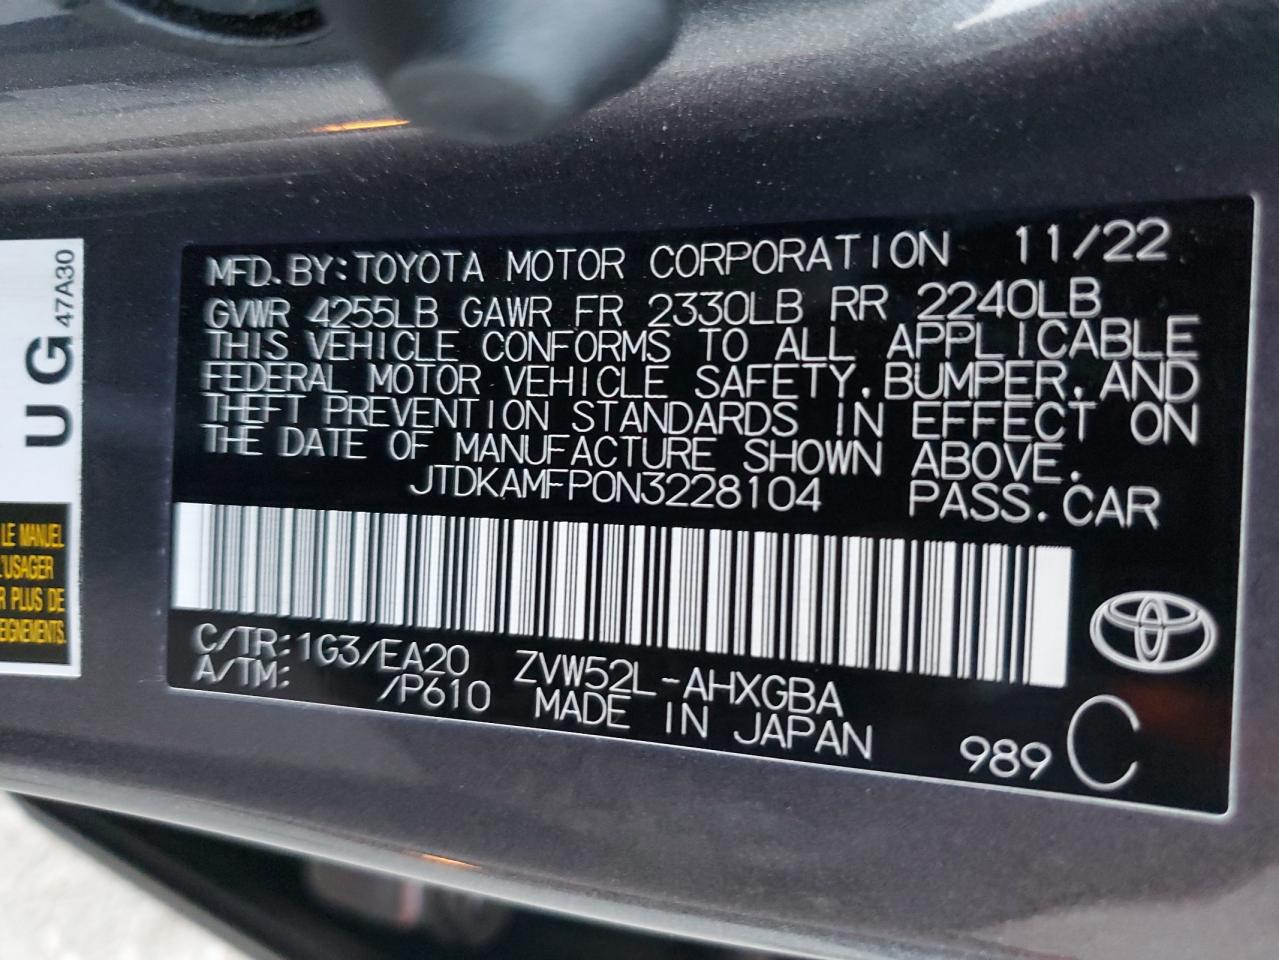 MFD. BY: TOYOTA MOTOR CORPORATION 11/22
GVWR 4255LB GAWR FR 2330LB RR 2240LB
THIS VEHICLE CONFORMS TO ALL APPLICABLE
FEDERAL MOTOR VEHICLE SAFETY, BUMPER, AND
THEFT PREVENTION STANDARDS IN EFFECT ON
THE DATE OF MANUFACTURE SHOWN ABOVE.
JTDKAMFP0N3228104 PASS. CAR
C/TR: 1G3/EA20 ZVW52L-AHXGBA
A/TM: /P610 MADE IN JAPAN
989 C
UG
47A30
LE MANUEL
L'USAGER
PLUS DE